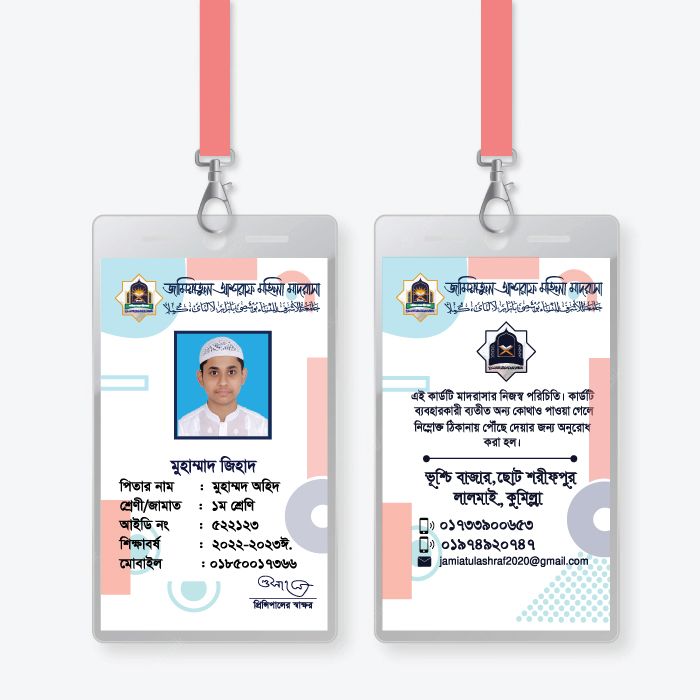 জামিয়াতুল আশরাফ মহিলা মাদরাসা
মুহাম্মাদ জিহাদ
পিতার নাম : মুহাম্মদ অহিদ
শ্রেণী/জামাত : ১ম শ্রেণি
আইডি নং : ৫২২১২৩
শিক্ষাবর্ষ : ২০২২-২০২৩ই.
মোবাইল : ০১৮৫০০১৭৩৬৬
প্রিন্সিপালের স্বাক্ষর
জামিয়াতুল আশরাফ মহিলা মাদরাসা
এই কার্ডটি মাদরাসার নিজস্ব পরিচিতি। কার্ডটি
ব্যবহারকারী ব্যতীত অন্য কোথাও পাওয়া গেলে
নিম্নোক্ত ঠিকানায় পৌঁছে দেয়ার জন্য অনুরোধ
করা হল।
ভূশ্চি বাজার,ছোট শরীফপুর
লালমাই, কুমিল্লা
০১৭৩৩৯০০৬৫৩
০১৯৭৪৯২০৭৪৭
jamiatulashraf2020@gmail.com